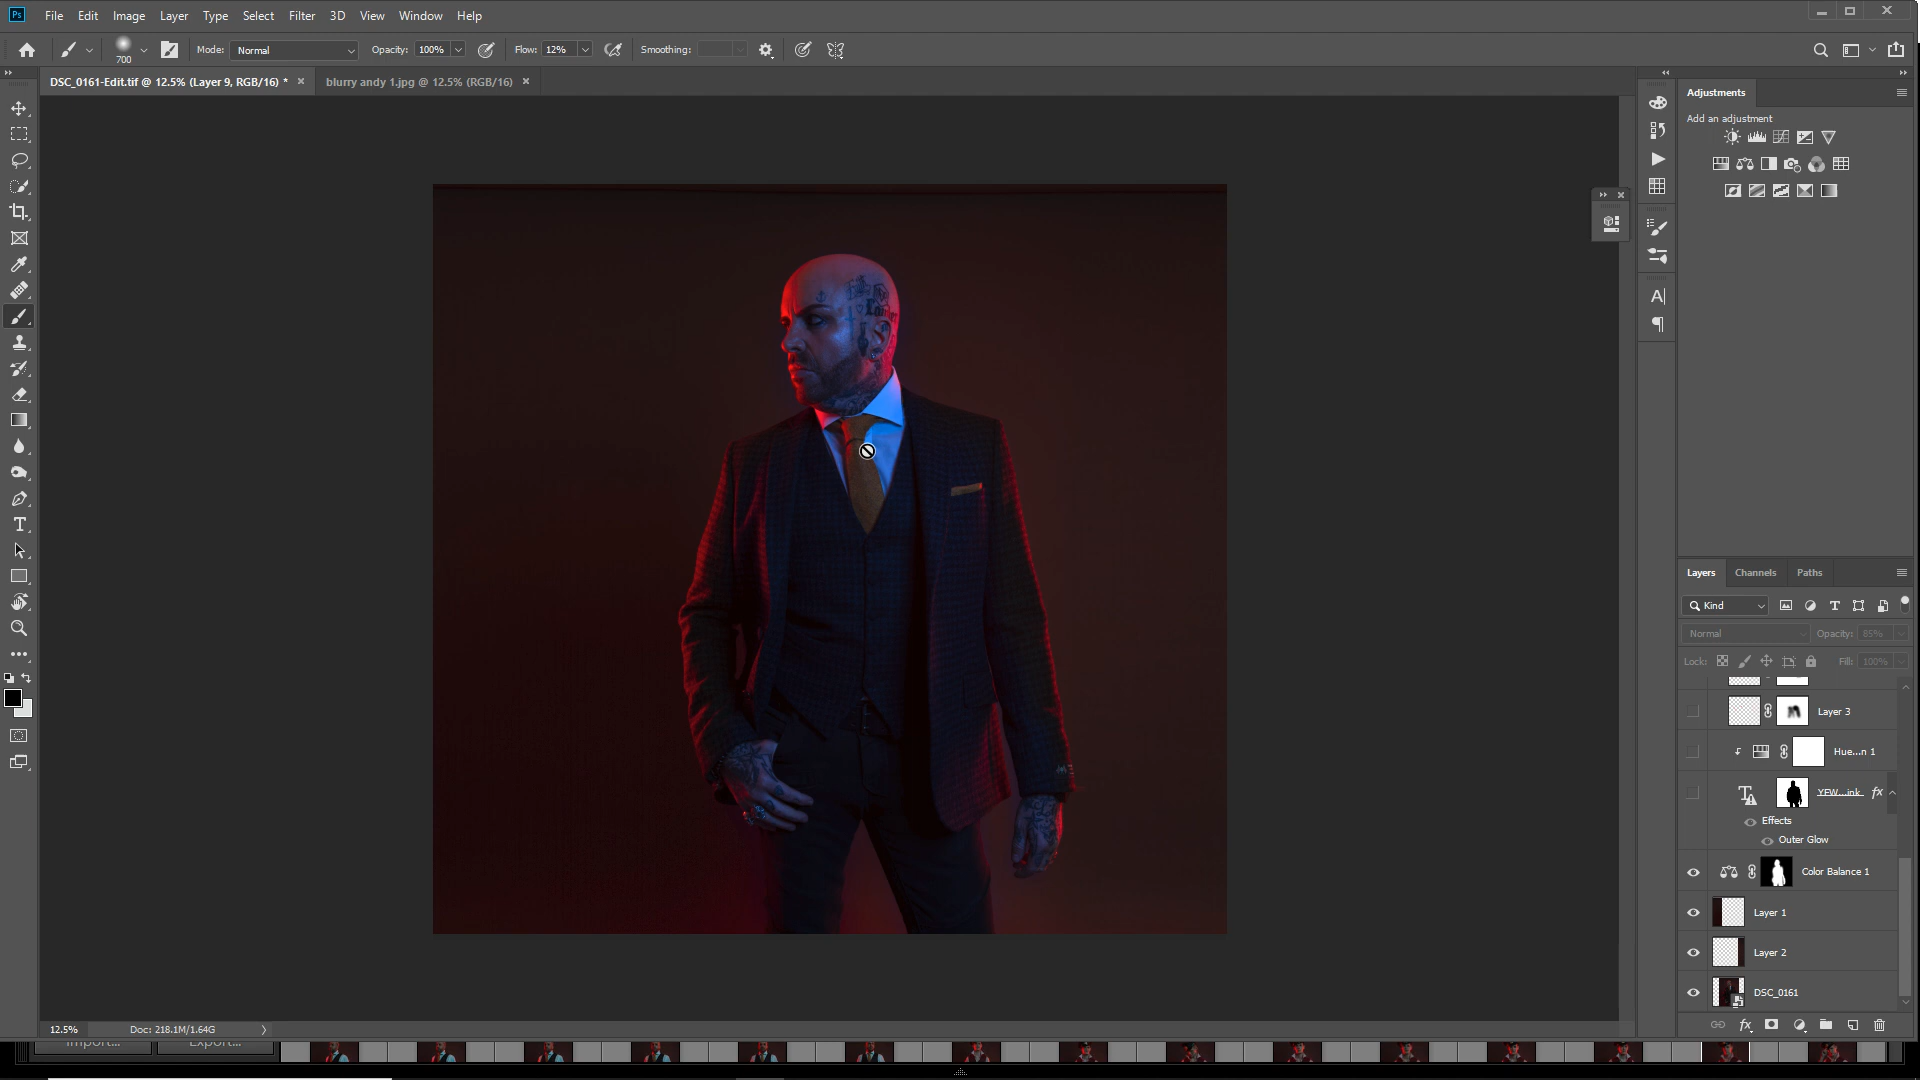 Ps File Edit Image Layer Type Select Filter 3D View Window Help
700 Mode: Normal Opacity: 100% Flow: 12% Smoothing:
DSC_0161-Edit.tif @ 12.5% (Layer 9, RGB/16) * × blurry andy 1.jpg @ 12.5% (RGB/16) ×
Adjustments
Add an adjustment
Layers Channels Paths
Kind
Normal Opacity: 85%
Lock: Fill: 100%
Layer 3
Hue...n 1
YEW...ink fx
Effects
Outer Glow
Color Balance 1
Layer 1
Layer 2
DSC_0161
12.5% Doc: 218.1M/1.64G
Import... Export...